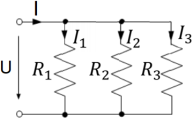 I
I₁ I₂ I₃
U R₁ R₂ R₃